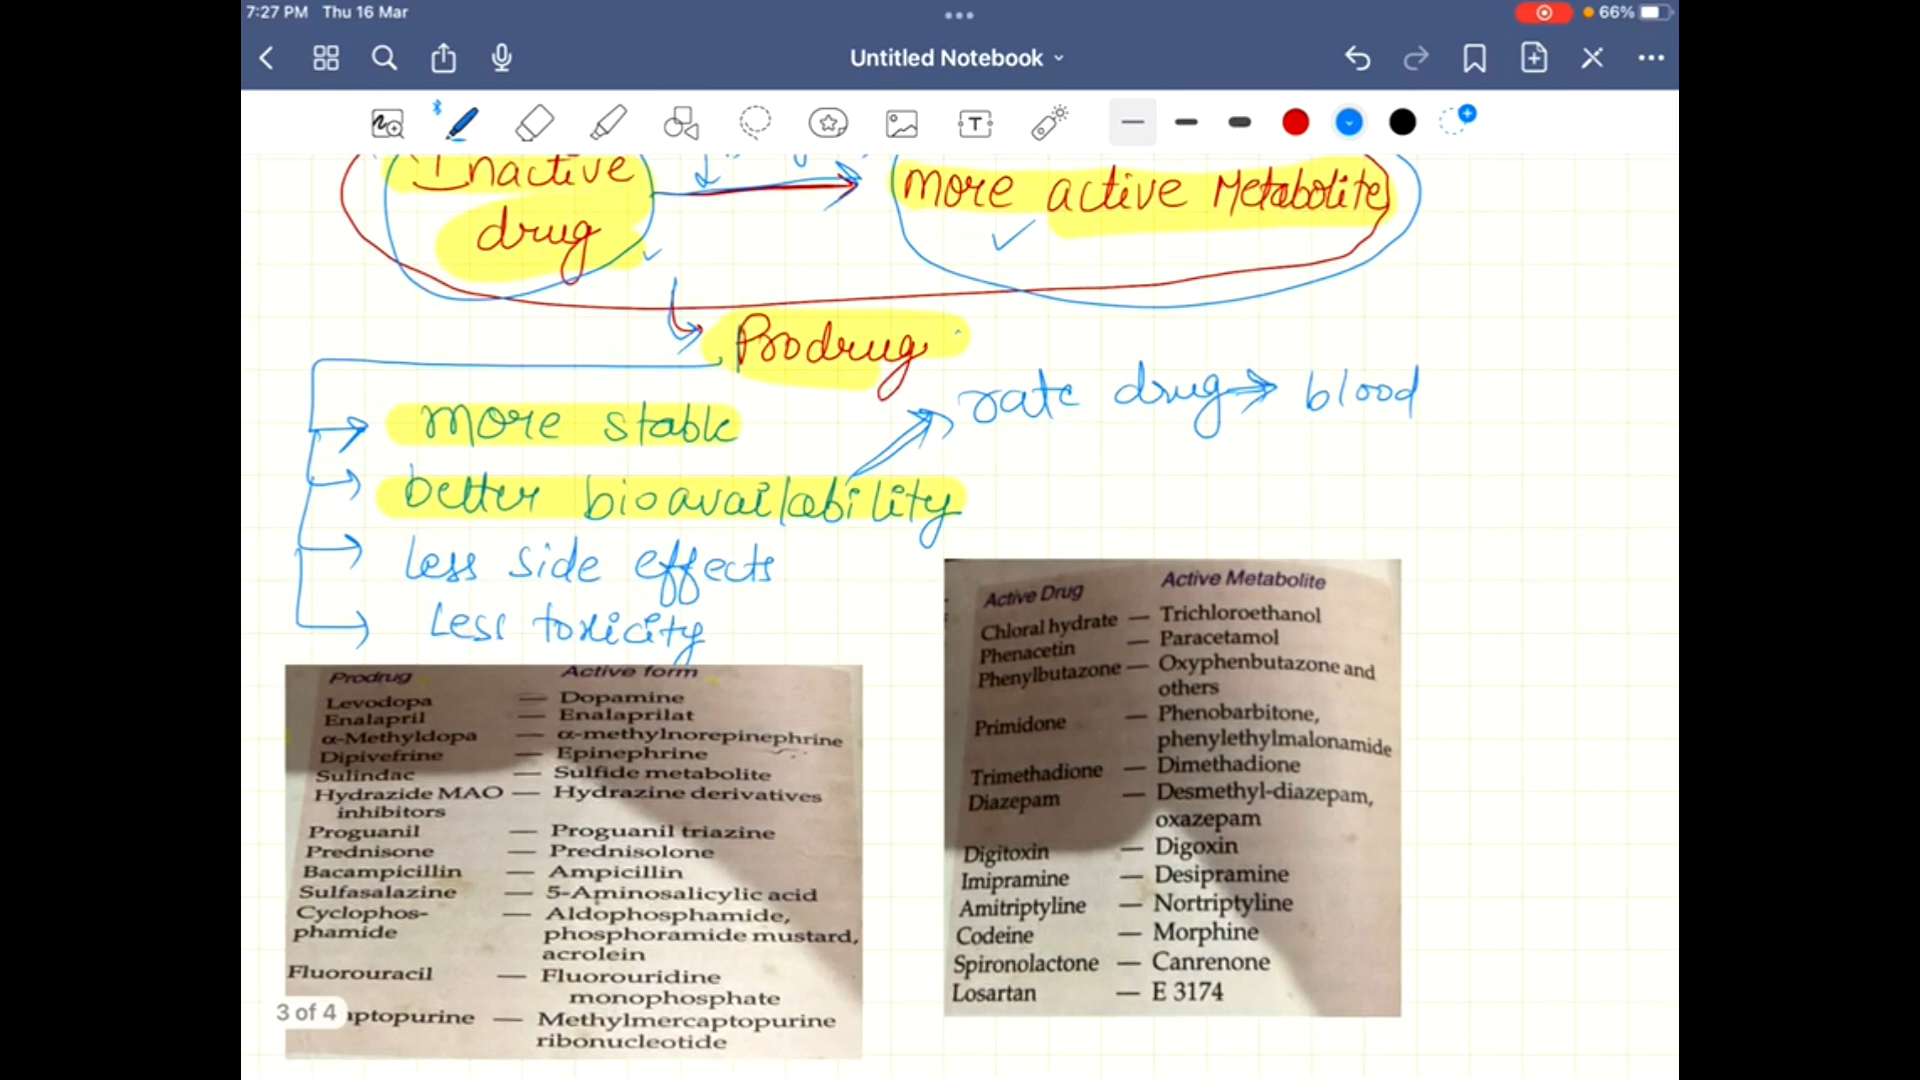 7:27 PM Thu 16 Mar
66%
Untitled Notebook
T
Inactive
drug
more active Metabolite
Prodrug
rate drug → blood
more stable
better bioavailability
less side effects
Less toxicity
Prodrug Active form
Levodopa — Dopamine
Enalapril — Enalaprilat
α-Methyldopa — α-methylnorepinephrine
Dipivefrine — Epinephrine
Sulindac — Sulfide metabolite
Hydrazide MAO — Hydrazine derivatives
inhibitors
Proguanil — Proguanil triazine
Prednisone — Prednisolone
Bacampicillin — Ampicillin
Sulfasalazine — 5-Aminosalicylic acid
Cyclophos- — Aldophosphamide,
phamide phosphoramide mustard,
acrolein
Fluorouracil — Fluorouridine
monophosphate
3 of 4
aptopurine — Methylmercaptopurine
ribonucleotide
Active Drug Active Metabolite
Chloral hydrate — Trichloroethanol
Phenacetin — Paracetamol
Phenylbutazone — Oxyphenbutazone and
others
Primidone — Phenobarbitone,
phenylethylmalonamide
Trimethadione — Dimethadione
Diazepam — Desmethyl-diazepam,
oxazepam
Digitoxin — Digoxin
Imipramine — Desipramine
Amitriptyline — Nortriptyline
Codeine — Morphine
Spironolactone — Canrenone
Losartan — E 3174